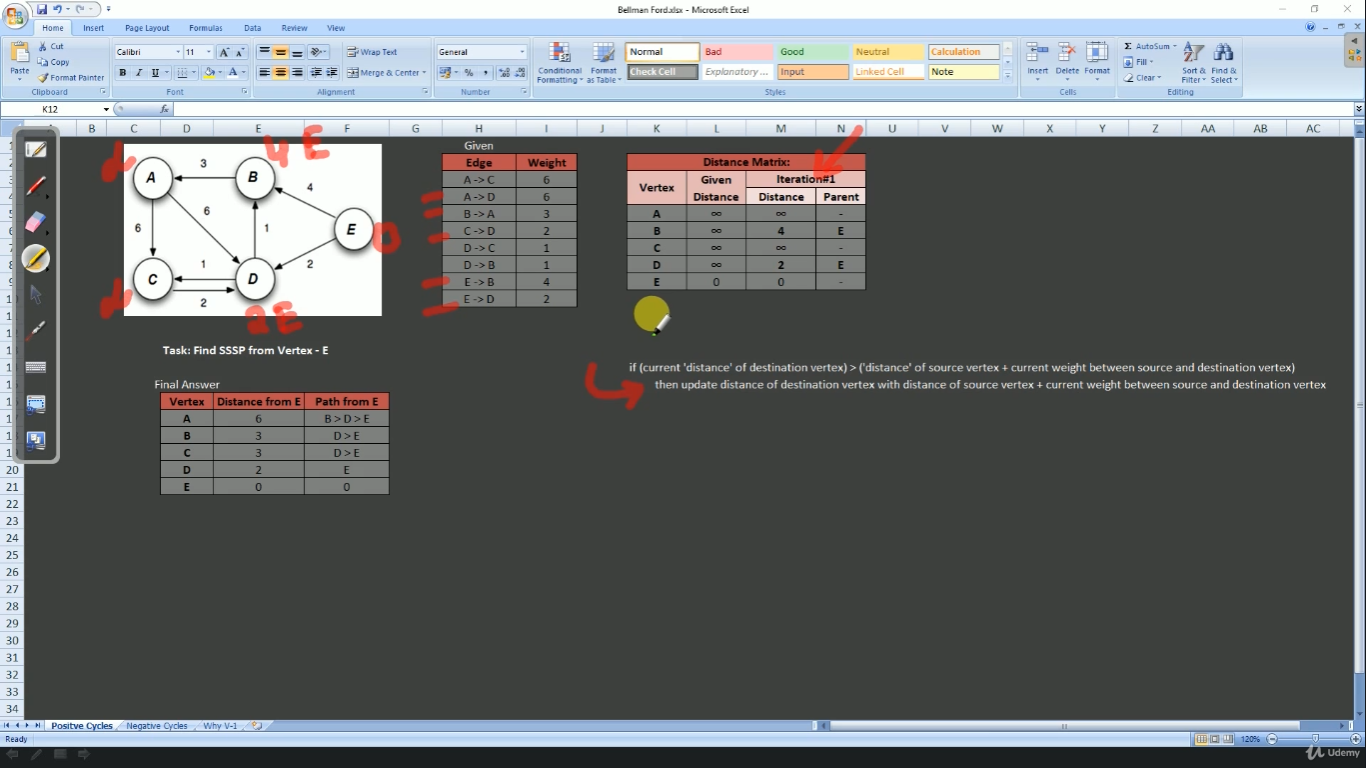 Bellman Ford.xlsx - Microsoft Excel
Home Insert Page Layout Formulas Data Review View
Paste Cut Copy Format Painter Clipboard
Calibri 11 B I U Font
Wrap Text Merge & Center Alignment
General % , Number
Conditional Formatting Format as Table
Normal Bad Good Neutral Calculation
Check Cell Explanatory ... Input Linked Cell Note
Styles
Insert Delete Format Cells
AutoSum Fill Clear Sort & Filter Find & Select Editing
K12 fx
B C D E F G H I J K L M N U V W X Y Z AA AB AC
Given
Edge Weight
A -> C 6
A -> D 6
B -> A 3
C -> D 2
D -> C 1
D -> B 1
E -> B 4
E -> D 2
Distance Matrix:
Vertex Given Distance Iteration#1
Distance Parent
A ∞ ∞ -
B ∞ 4 E
C ∞ ∞ -
D ∞ 2 E
E 0 0 -
A 3 B 4 E
6 6 1 4 E 0
C 1 D 2
2 2E
Task: Find SSSP from Vertex - E
if (current 'distance' of destination vertex) > ('distance' of source vertex + current weight between source and destination vertex)
then update distance of destination vertex with distance of source vertex + current weight between source and destination vertex
Final Answer
Vertex Distance from E Path from E
A 6 B > D > E
B 3 D > E
C 3 D > E
D 2 E
E 0 0
20
21
22
23
24
25
26
27
28
29
30
31
32
33
34
Positve Cycles Negative Cycles Why V-1
Ready 120%
Udemy